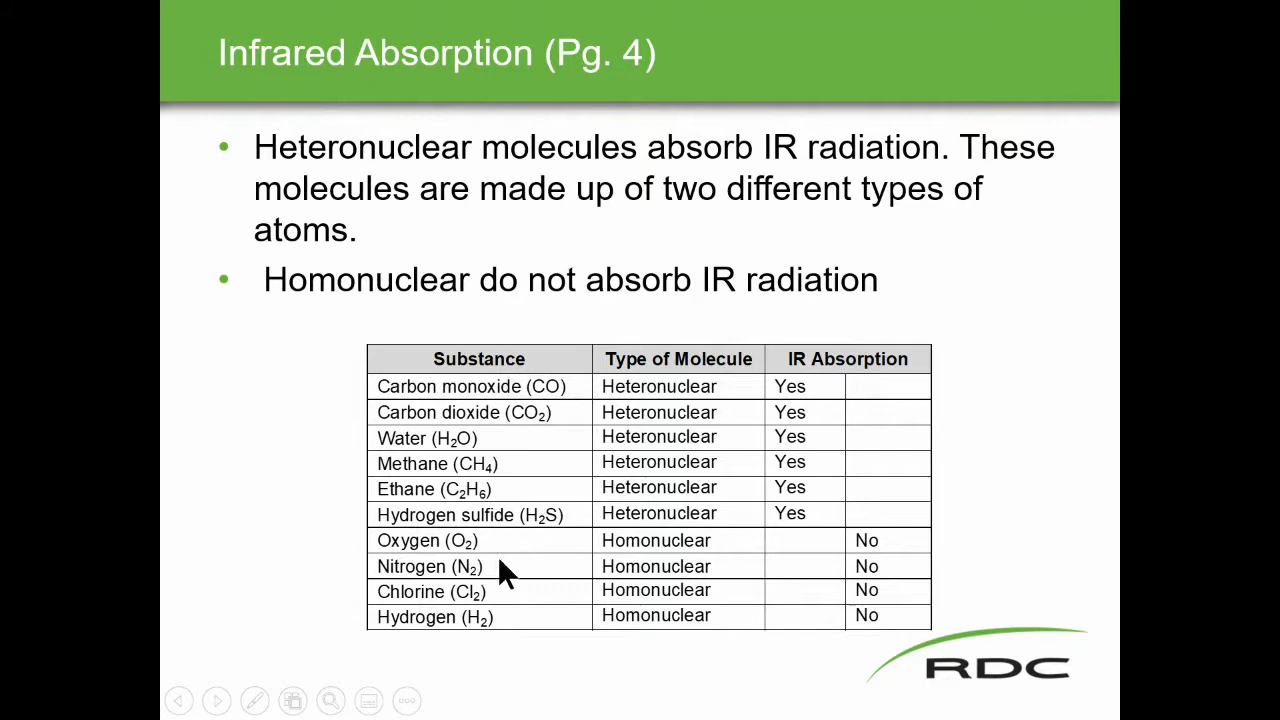 Infrared Absorption (Pg. 4)
• Heteronuclear molecules absorb IR radiation. These
molecules are made up of two different types of
atoms.
• Homonuclear do not absorb IR radiation
Substance Type of Molecule IR Absorption
Carbon monoxide (CO) Heteronuclear Yes
Carbon dioxide (CO₂) Heteronuclear Yes
Water (H₂O) Heteronuclear Yes
Methane (CH₄) Heteronuclear Yes
Ethane (C₂H₆) Heteronuclear Yes
Hydrogen sulfide (H₂S) Heteronuclear Yes
Oxygen (O₂) Homonuclear No
Nitrogen (N₂) Homonuclear No
Chlorine (Cl₂) Homonuclear No
Hydrogen (H₂) Homonuclear No
RDC